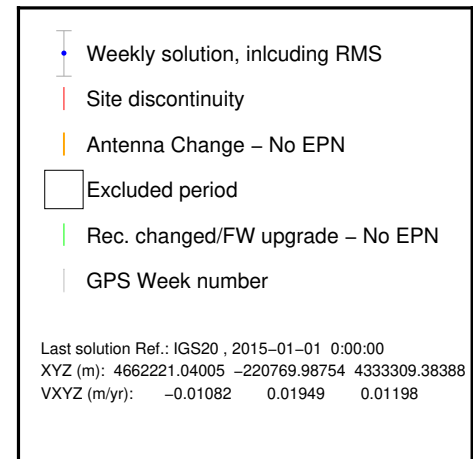 Weekly solution, inlcuding RMS
Site discontinuity
Antenna Change − No EPN
Excluded period
Rec. changed/FW upgrade − No EPN
GPS Week number
Last solution Ref.: IGS20 , 2015−01−01 0:00:00
XYZ (m): 4662221.04005 −220769.98754 4333309.38388
VXYZ (m/yr): −0.01082 0.01949 0.01198